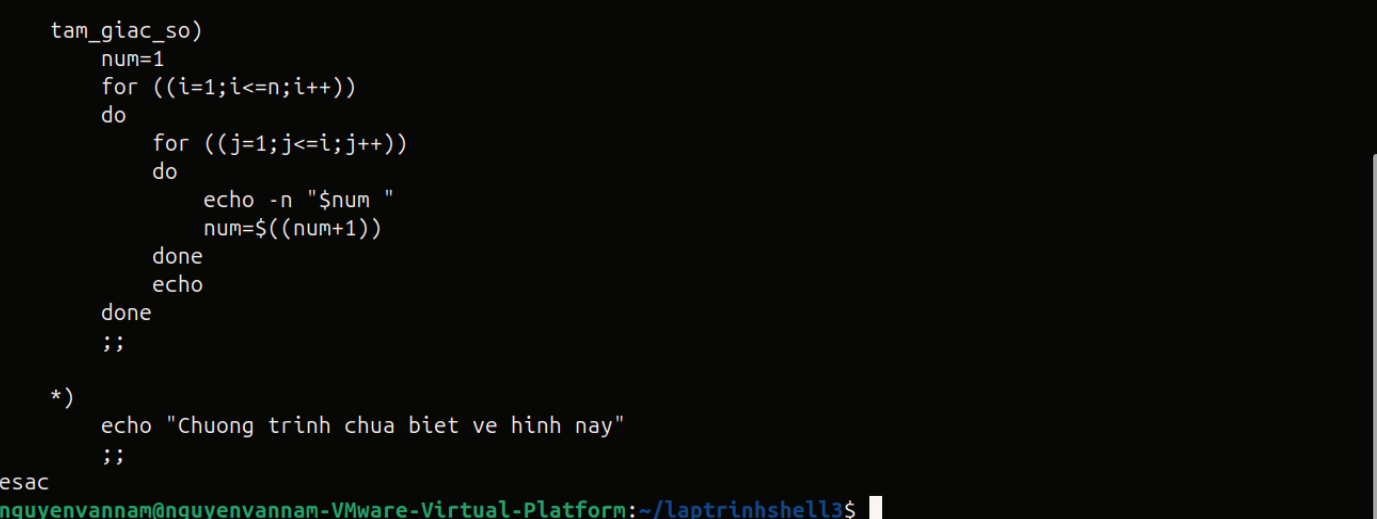 tam_giac_so)
num=1
for ((i=1;i<=n;i++))
do
for ((j=1;j<=i;j++))
do
echo -n "$num "
num=$((num+1))
done
echo
done
;;
*)
echo "Chuong trinh chua biet ve hinh nay"
;;
esac
nguyenvannam@nguyenvannam-VMware-Virtual-Platform:~/laptrinhshell3$